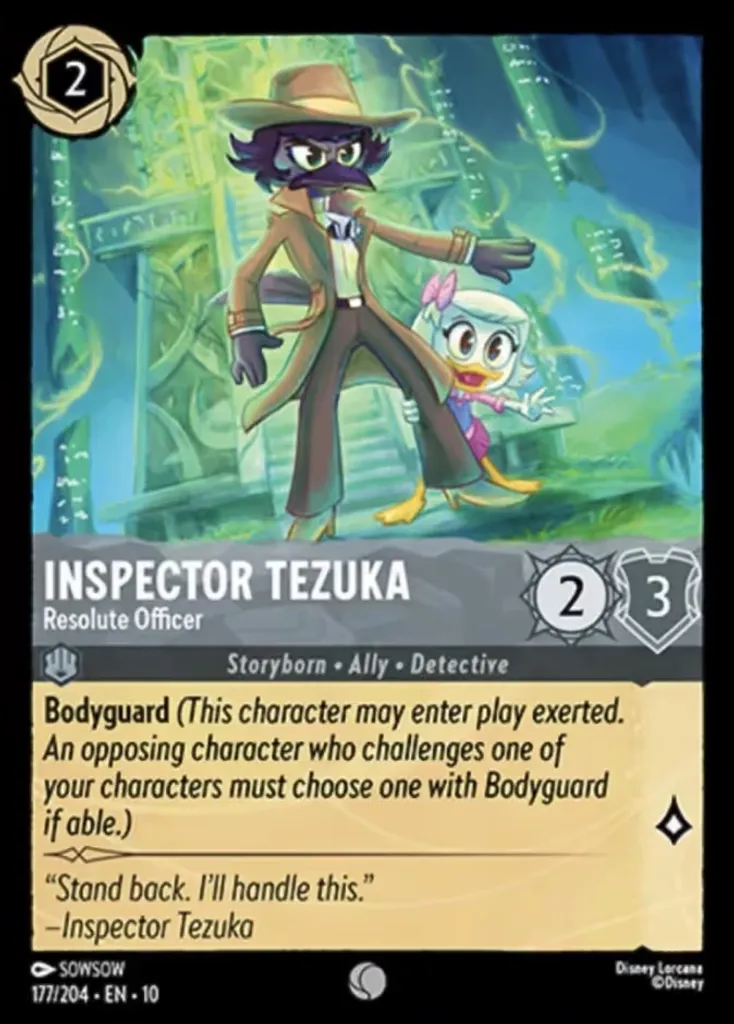 2
INSPECTOR TEZUKA
Resolute Officer
2 3
Storyborn • Ally • Detective
Bodyguard (This character may enter play exerted.
An opposing character who challenges one of
your characters must choose one with Bodyguard
if able.)
“Stand back. I’ll handle this.”
–Inspector Tezuka
SOWSOW
177/204 • EN • 10
Disney Lorcana
©Disney